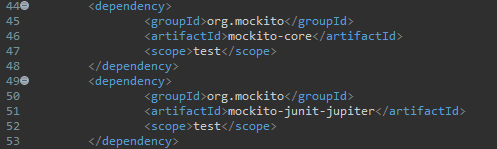 44 <dependency>
45 <groupId>org.mockito</groupId>
46 <artifactId>mockito-core</artifactId>
47 <scope>test</scope>
48 </dependency>
49 <dependency>
50 <groupId>org.mockito</groupId>
51 <artifactId>mockito-junit-jupiter</artifactId>
52 <scope>test</scope>
53 </dependency>